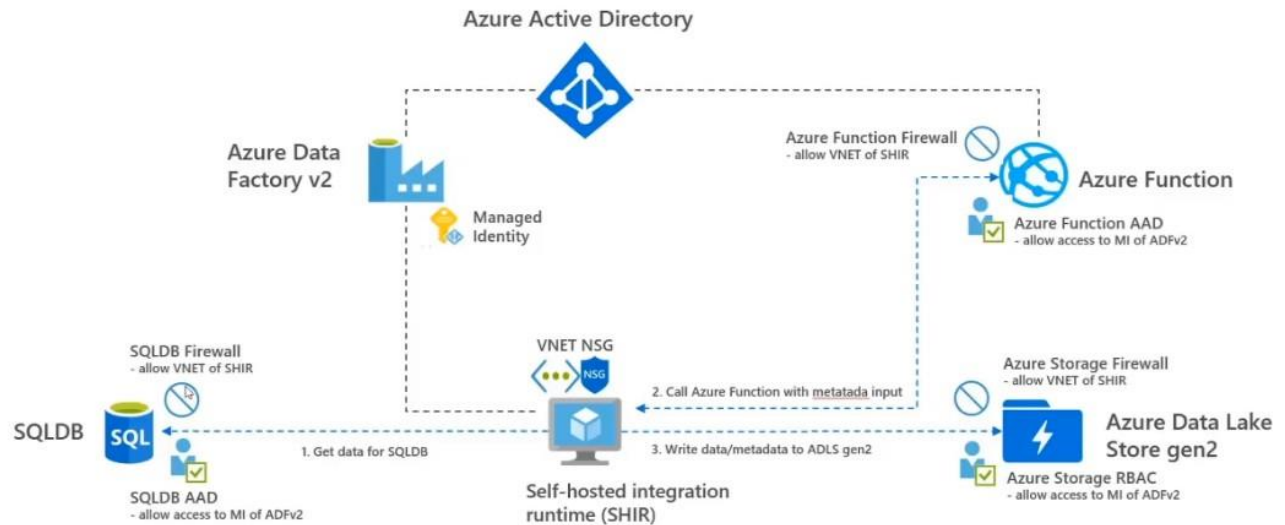 Azure Active Directory
Azure Data
Factory v2
Managed
Identity
Azure Function Firewall
- allow VNET of SHIR
Azure Function
Azure Function AAD
- allow access to MI of ADFv2
SQLDB Firewall
- allow VNET of SHIR
SQLDB
SQL
SQLDB AAD
- allow access to MI of ADFv2
1. Get data for SQLDB
VNET NSG
NSG
Self-hosted integration
runtime (SHIR)
2. Call Azure Function with metatada input
3. Write data/metadata to ADLS gen2
Azure Storage Firewall
- allow VNET of SHIR
Azure Data Lake
Store gen2
Azure Storage RBAC
- allow access to MI of ADFv2